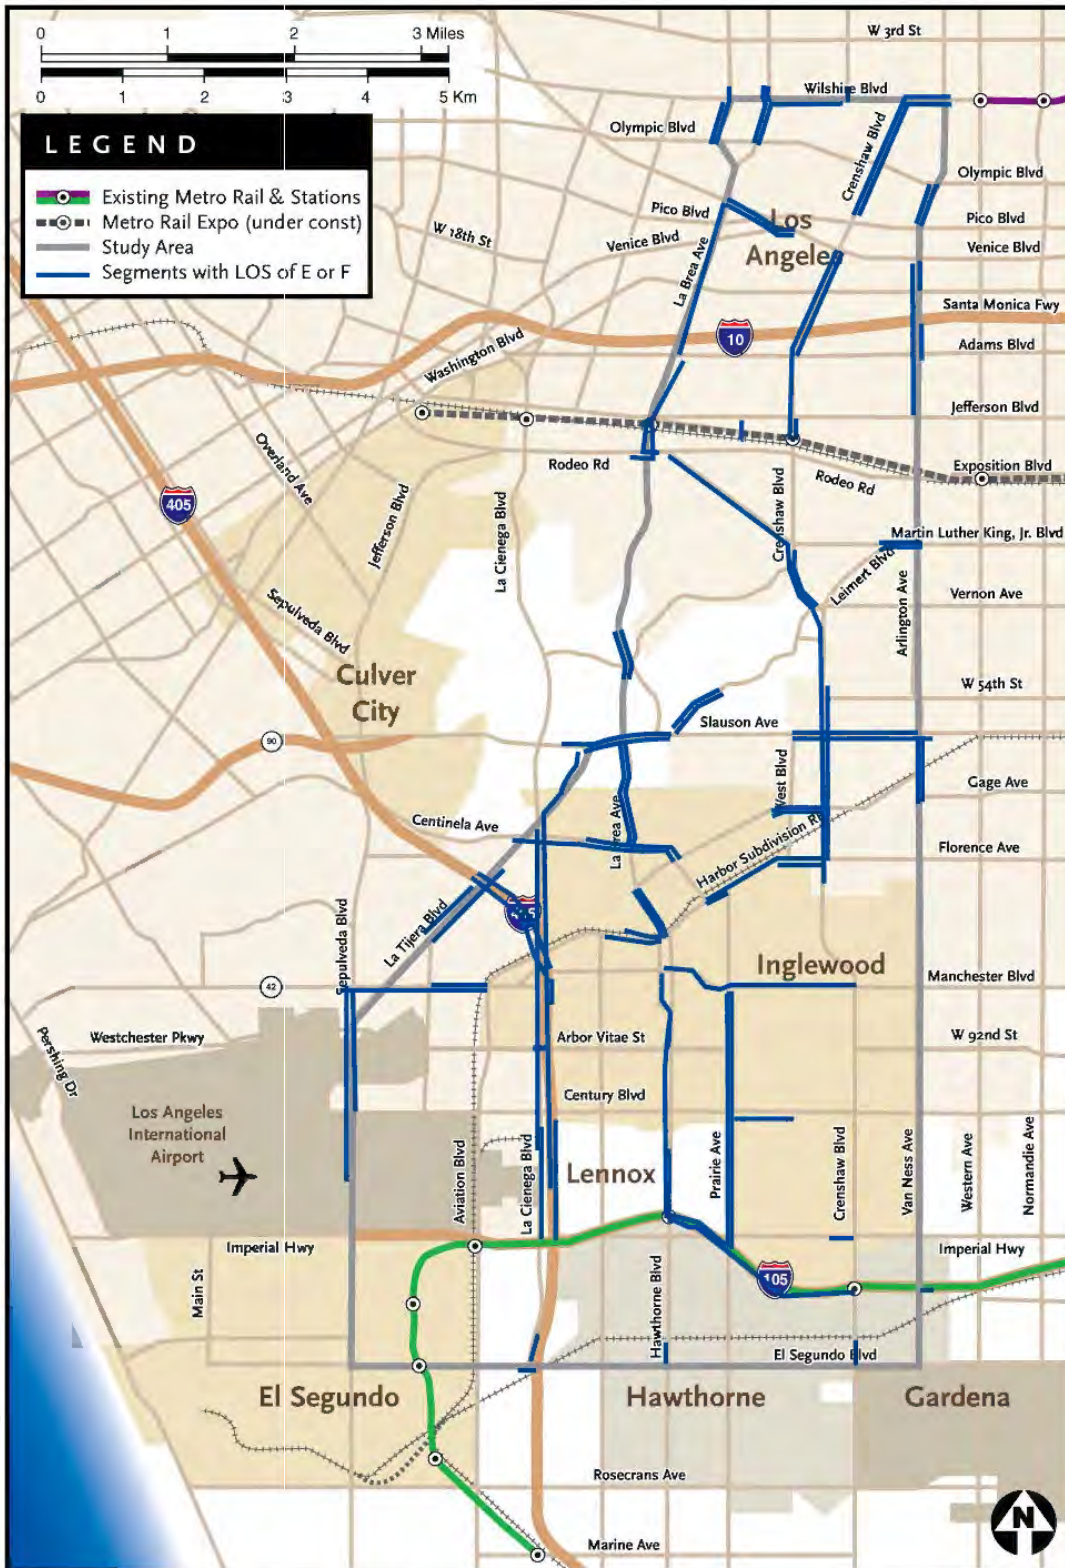 0 1 2 3 Miles
0 1 2 3 4 5 Km
LEGEND
Existing Metro Rail & Stations
Metro Rail Expo (under const)
Study Area
Segments with LOS of E or F
W 3rd St
Wilshire Blvd
Olympic Blvd
Crenshaw Blvd
Olympic Blvd
Pico Blvd
Los
Angeles
Pico Blvd
W 18th St
Venice Blvd
Venice Blvd
La Brea Ave
Santa Monica Fwy
10
Washington Blvd
Adams Blvd
Jefferson Blvd
Overland Ave
Rodeo Rd
Rodeo Rd
Exposition Blvd
405
Jefferson Blvd
La Cienega Blvd
Crenshaw Blvd
Martin Luther King, Jr. Blvd
Leimert Blvd
Vernon Ave
Sepulveda Blvd
Arlington Ave
Culver
City
W 54th St
Slauson Ave
90
West Blvd
Gage Ave
Centinela Ave
La Brea Ave
Harbor Subdivision Rd
Florence Ave
405
La Tijera Blvd
Sepulveda Blvd
Inglewood
Manchester Blvd
42
Westchester Pkwy
Arbor Vitae St
W 92nd St
Pershing Dr
Century Blvd
Los Angeles
International
Airport
Aviation Blvd
La Cienega Blvd
Lennox
Prairie Ave
Crenshaw Blvd
Van Ness Ave
Western Ave
Normandie Ave
Imperial Hwy
Imperial Hwy
Main St
Hawthorne Blvd
105
El Segundo Blvd
El Segundo
Hawthorne
Gardena
Rosecrans Ave
Marine Ave
N